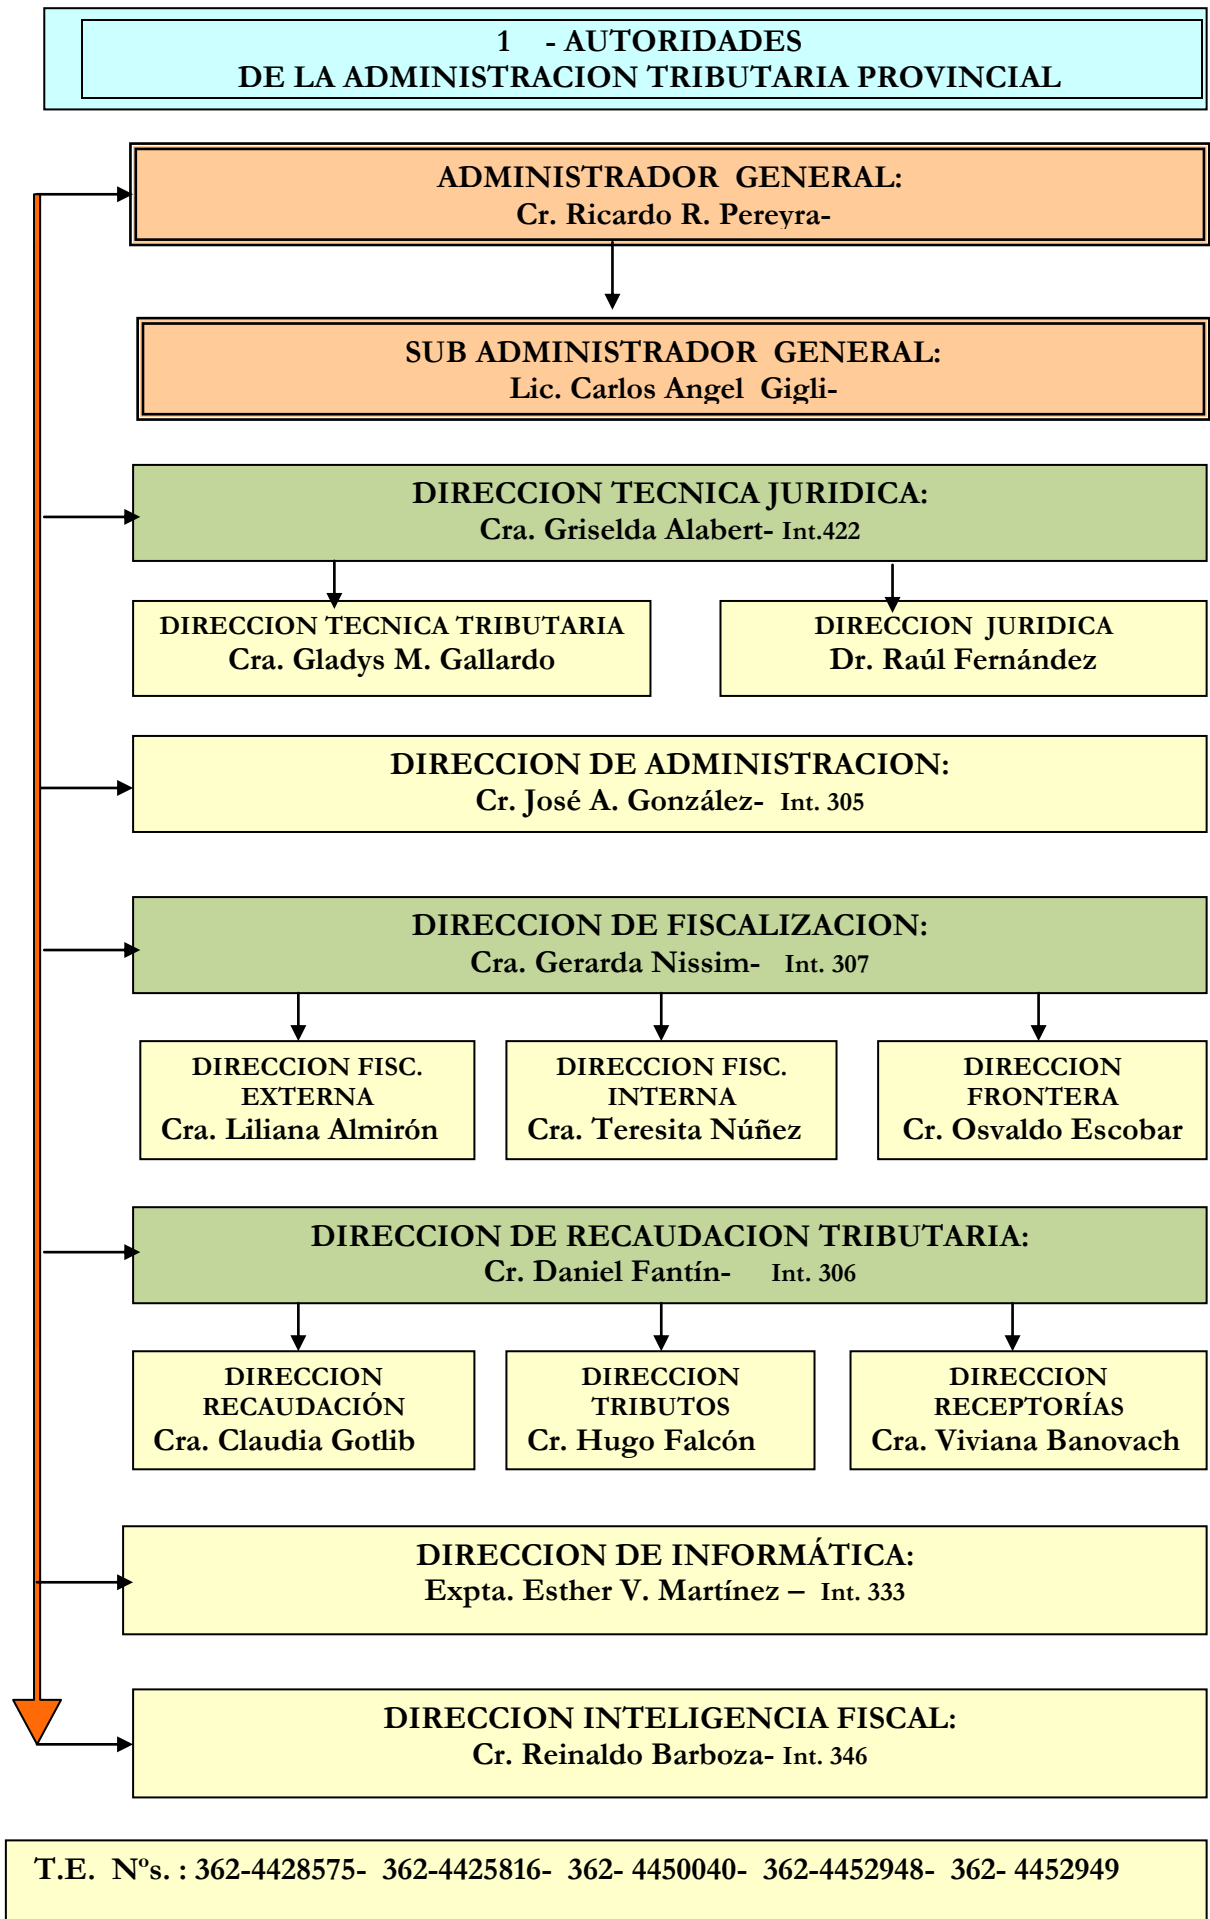 1 - AUTORIDADES
DE LA ADMINISTRACION TRIBUTARIA PROVINCIAL
ADMINISTRADOR GENERAL:
Cr. Ricardo R. Pereyra-
SUB ADMINISTRADOR GENERAL:
Lic. Carlos Angel Gigli-
DIRECCION TECNICA JURIDICA:
Cra. Griselda Alabert- Int.422
DIRECCION TECNICA TRIBUTARIA
Cra. Gladys M. Gallardo
DIRECCION JURIDICA
Dr. Raúl Fernández
DIRECCION DE ADMINISTRACION:
Cr. José A. González- Int. 305
DIRECCION DE FISCALIZACION:
Cra. Gerarda Nissim- Int. 307
DIRECCION FISC.
EXTERNA
Cra. Liliana Almirón
DIRECCION FISC.
INTERNA
Cra. Teresita Núñez
DIRECCION
FRONTERA
Cr. Osvaldo Escobar
DIRECCION DE RECAUDACION TRIBUTARIA:
Cr. Daniel Fantín- Int. 306
DIRECCION
RECAUDACIÓN
Cra. Claudia Gotlib
DIRECCION
TRIBUTOS
Cr. Hugo Falcón
DIRECCION
RECEPTORÍAS
Cra. Viviana Banovach
DIRECCION DE INFORMÁTICA:
Expta. Esther V. Martínez – Int. 333
DIRECCION INTELIGENCIA FISCAL:
Cr. Reinaldo Barboza- Int. 346
T.E. Nºs. : 362-4428575- 362-4425816- 362- 4450040- 362-4452948- 362- 4452949